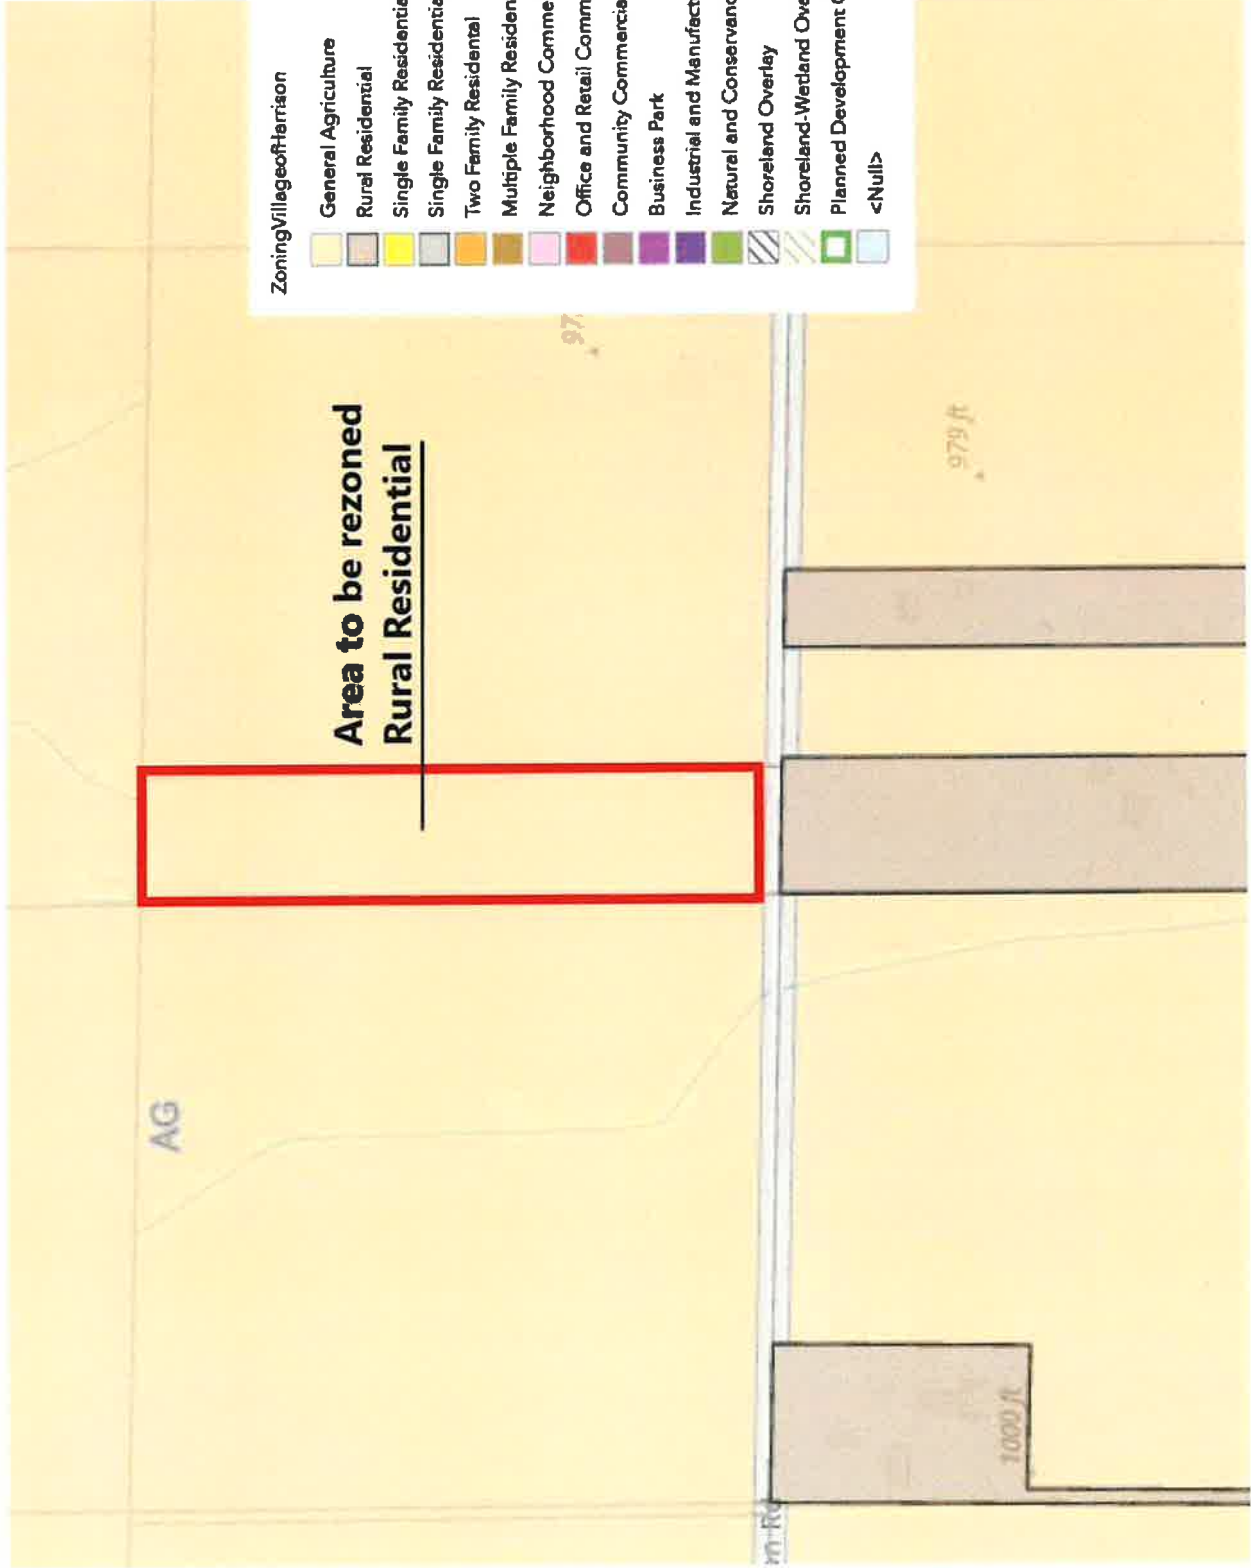 ZoningVillageofHarrison
General Agriculture
Rural Residential
Single Family Residentia
Single Family Residentia
Two Family Residental
Multiple Family Residen
Neighborhood Comme
Office and Retail Comm
Community Commercia
Business Park
Industrial and Manufact
Natural and Conservanc
Shoreland Overlay
Shoreland-Wetland Ove
Planned Development
<Null>
Area to be rezoned
Rural Residential
AG
97
979 ft
1000 ft